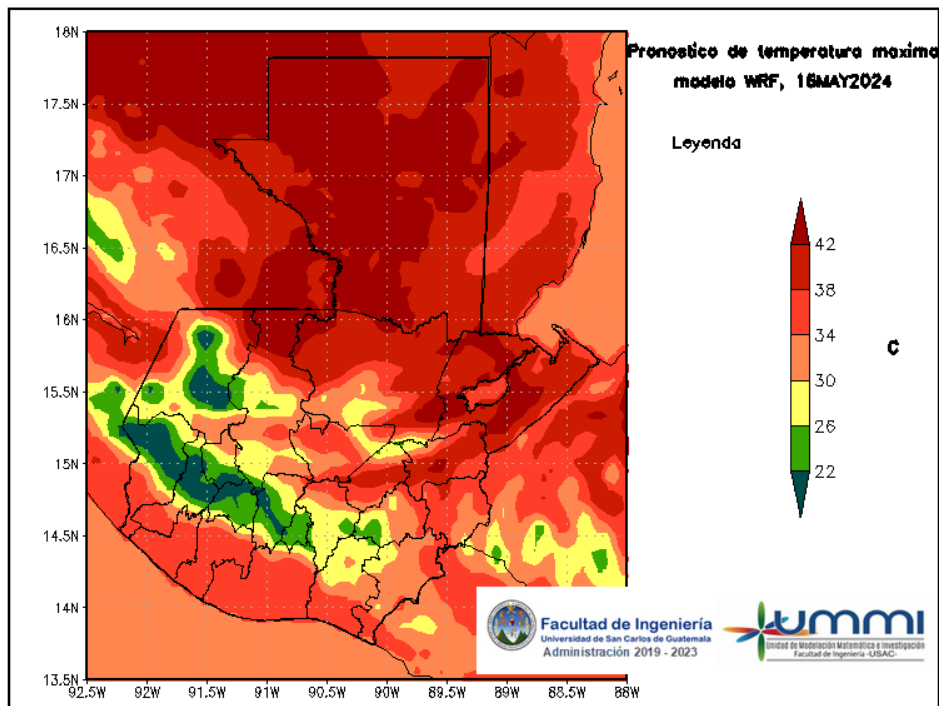 Pronostico de temperatura maxima
modelo WRF, 16MAY2024
Leyenda
42
38
34
30
26
22
C
18N
17.5N
17N
16.5N
16N
15.5N
15N
14.5N
14N
13.5N
92.5W 92W 91.5W 91W 90.5W 90W 89.5W 89W 88.5W 88W
Facultad de Ingeniería
Universidad de San Carlos de Guatemala
Administración 2019 - 2023
UMMI
Unidad de Modelación Matemática e Investigación
Facultad de Ingeniería -USAC-